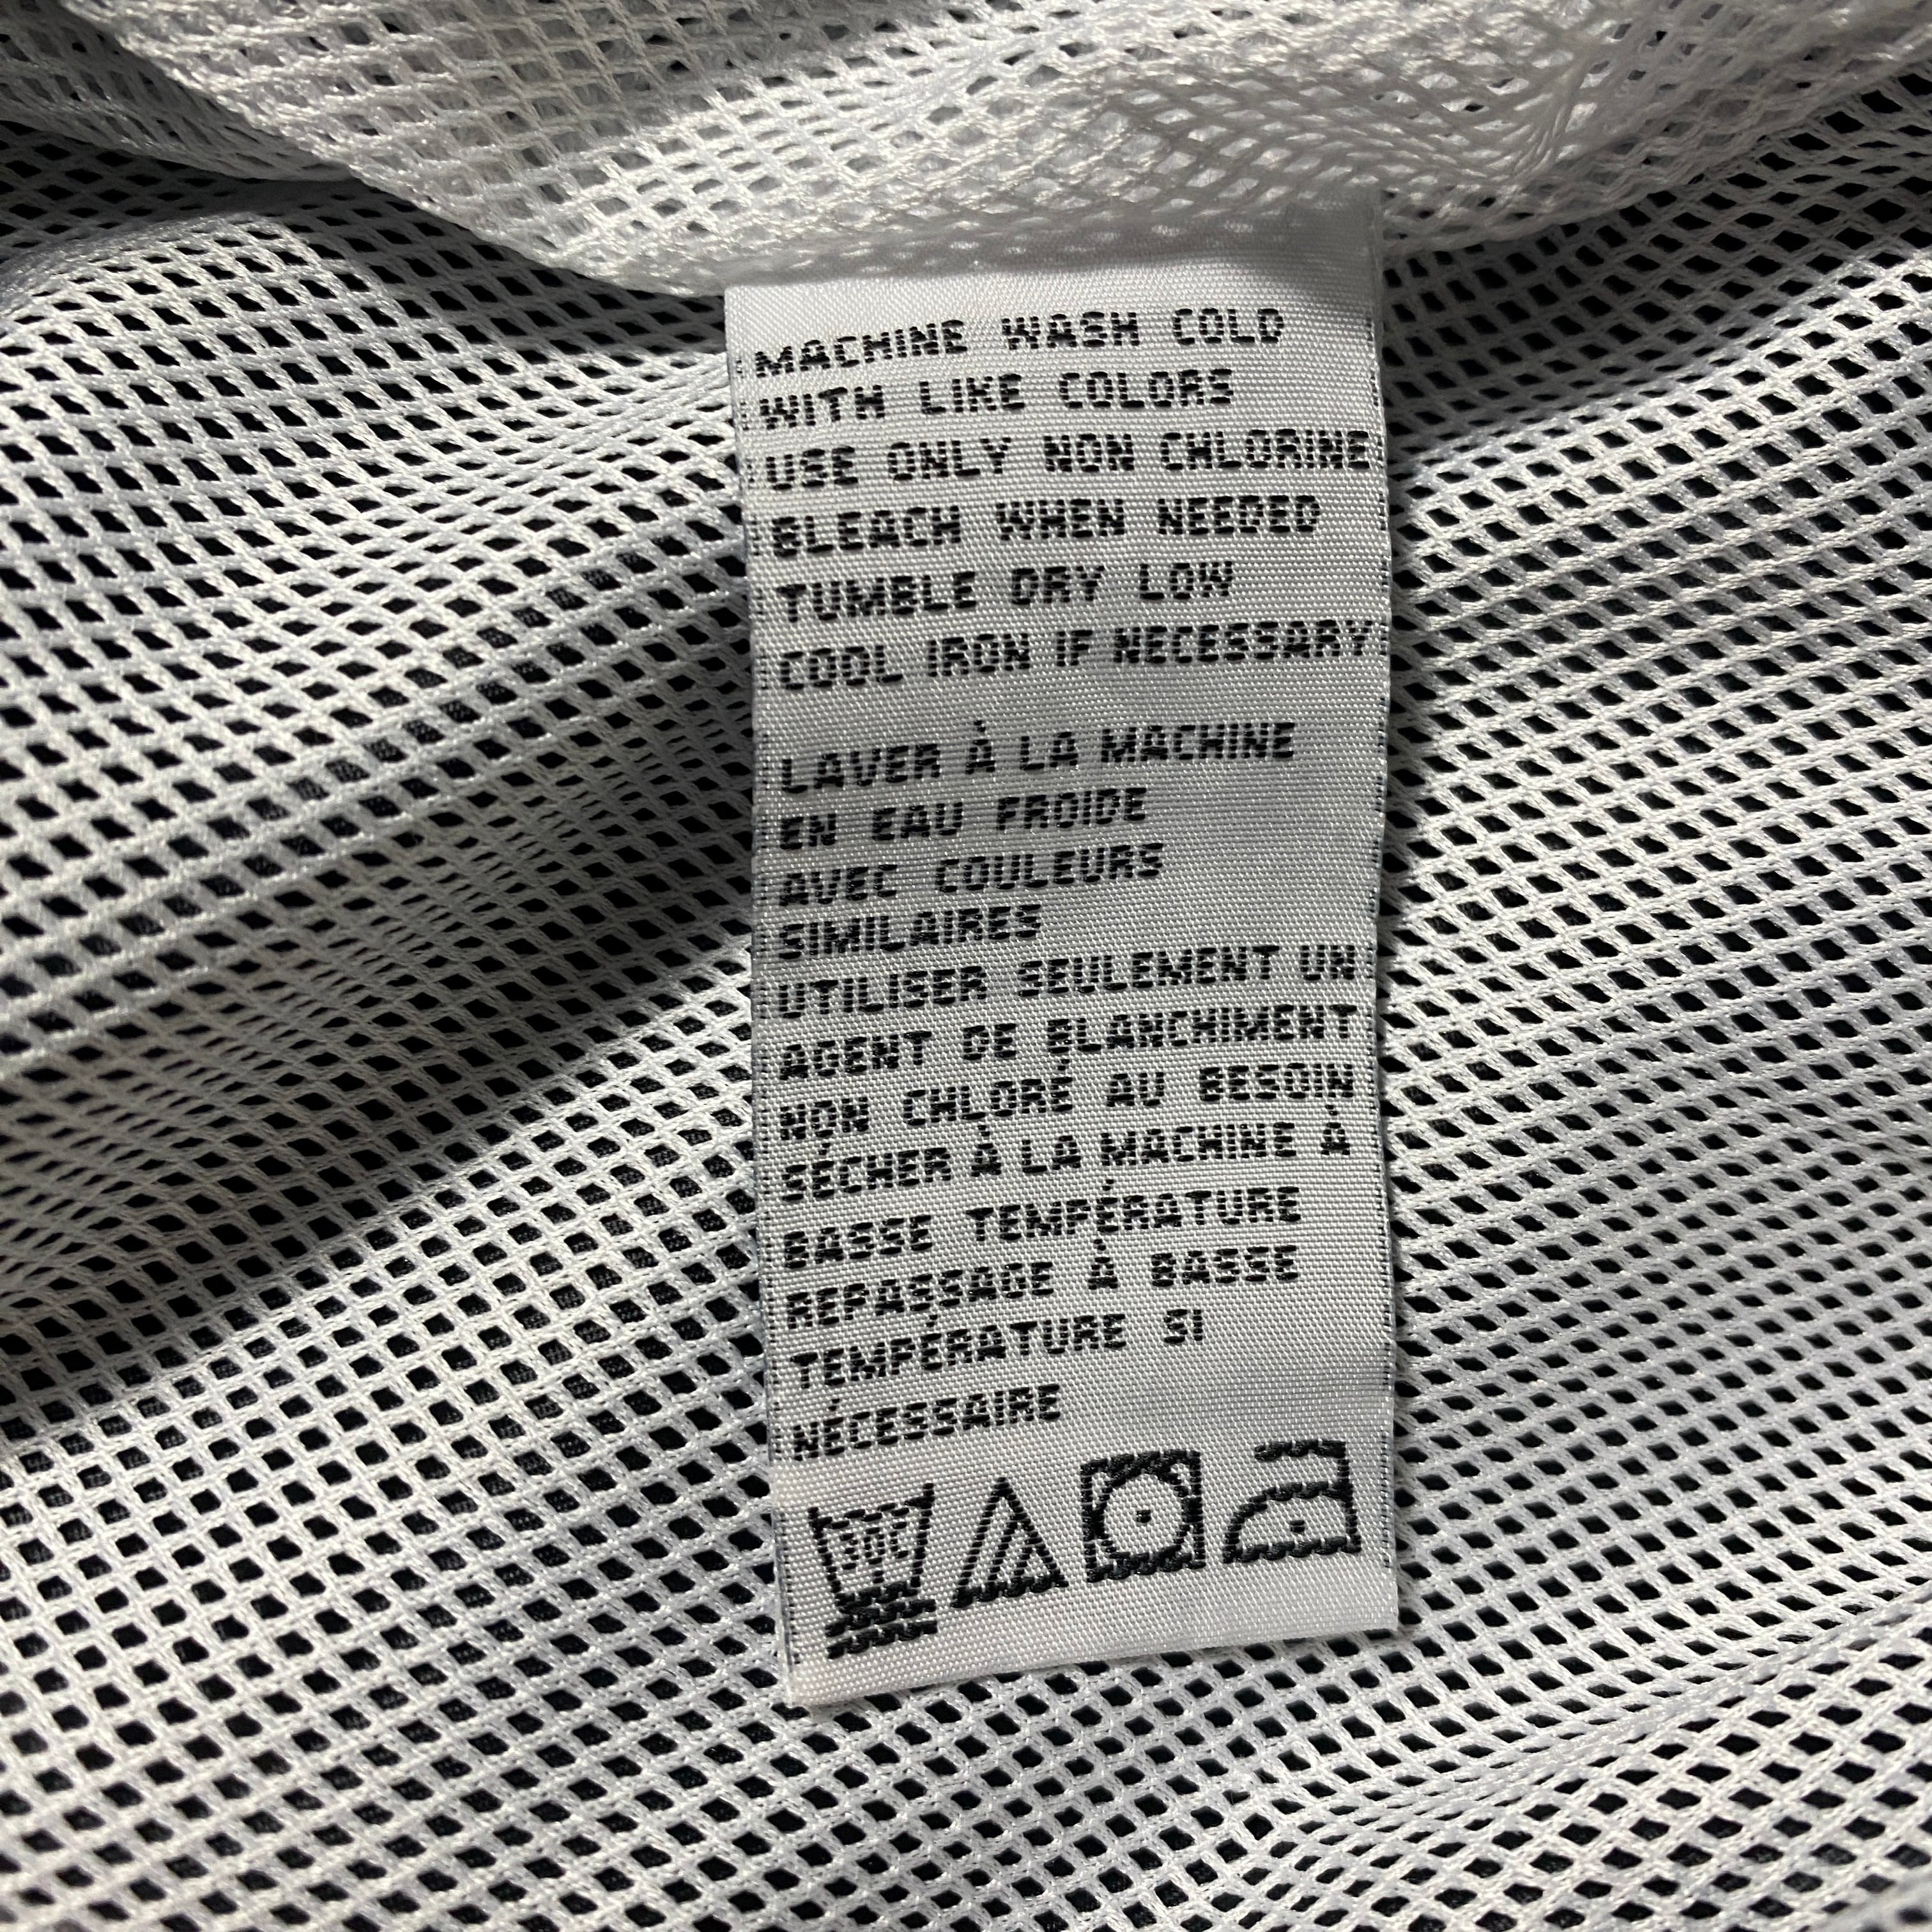 MACHINE WASH COLD
WITH LIKE COLORS
USE ONLY NON CHLORINE
BLEACH WHEN NEEDED
TUMBLE DRY LOW
COOL IRON IF NECESSARY
LAVER À LA MACHINE
EN EAU FROIDE
AVEC COULEURS
SIMILAIRES
UTILISER SEULEMENT UN
AGENT DE BLANCHIMENT
NON CHLORÉ AU BESOIN
SÉCHER À LA MACHINE À
BASSE TEMPÉRATURE
REPASSAGE À BASSE
TEMPÉRATURE SI
NÉCESSAIRE
30C